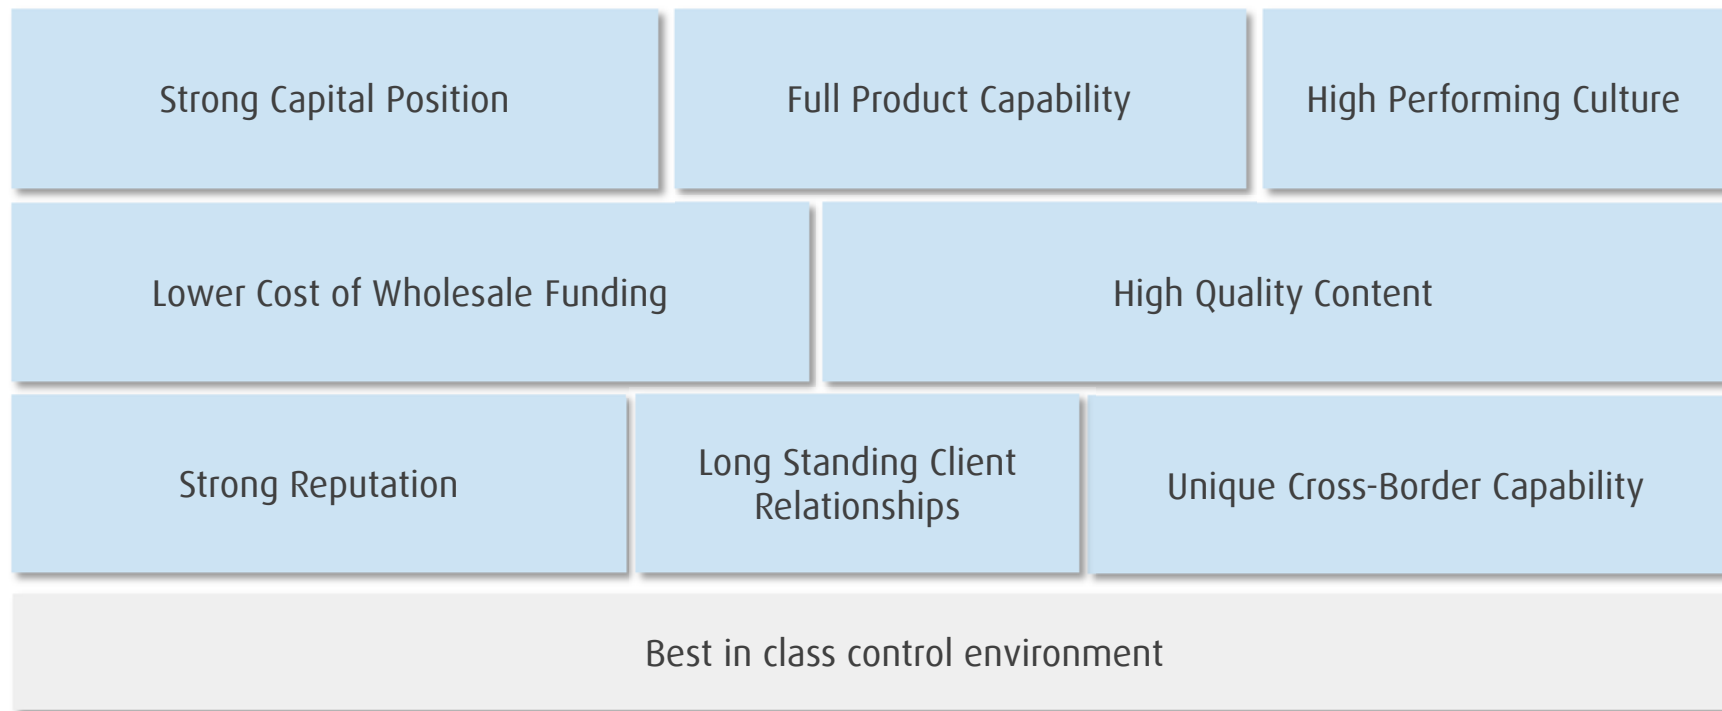 Strong Capital Position
Full Product Capability
High Performing Culture
Lower Cost of Wholesale Funding
High Quality Content
Strong Reputation
Long Standing Client
Relationships
Unique Cross-Border Capability
Best in class control environment